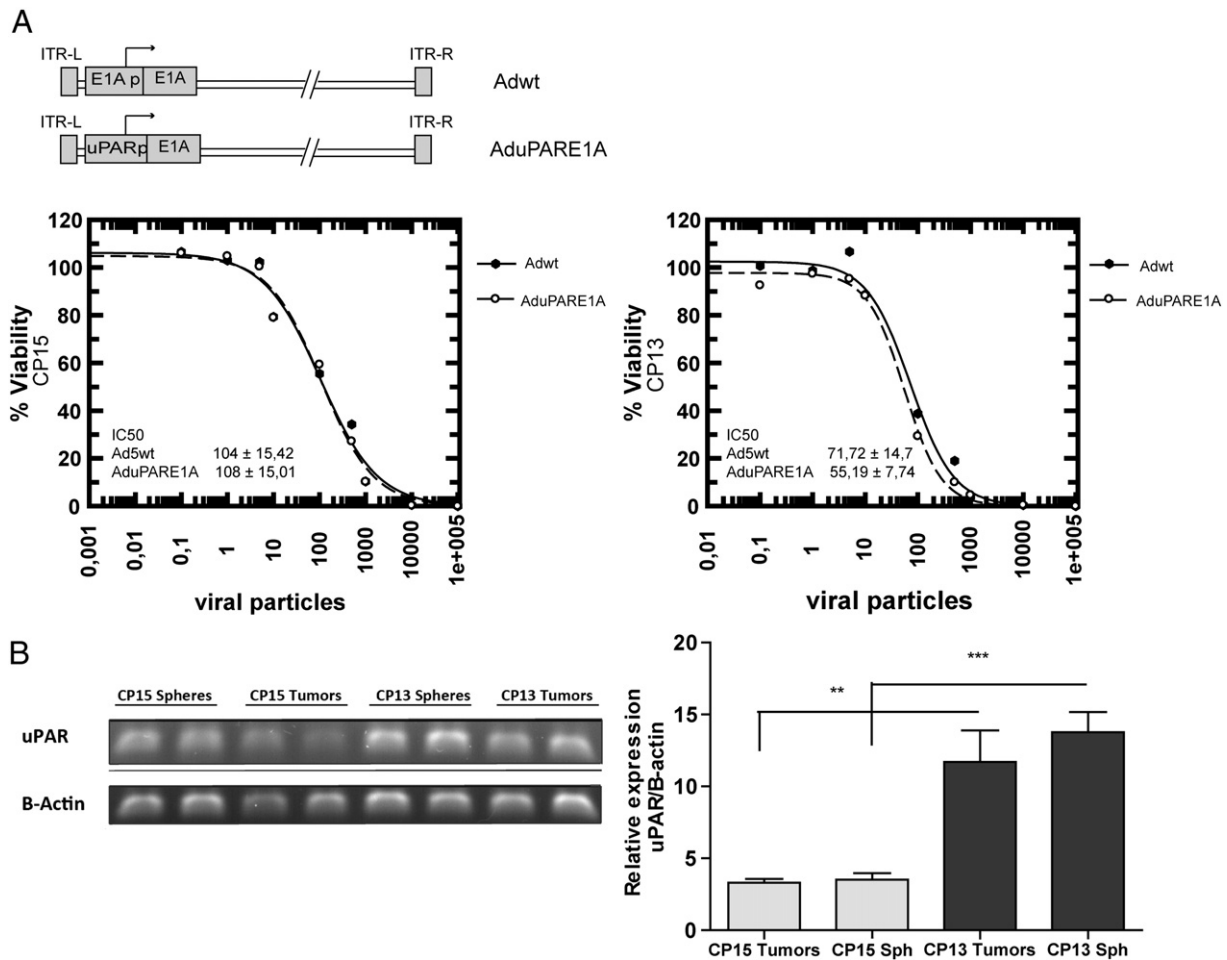 A
ITR-L
ITR-R
E1A p
E1A
Adwt
ITR-L
ITR-R
uPARp
E1A
AduPARE1A
% Viability
CP15
120
100
80
60
40
20
0
Adwt
AduPARE1A
IC50
Ad5wt 104 ± 15,42
AduPARE1A 108 ± 15,01
0,001
0,01
0,1
1
10
100
1000
10000
1e+005
viral particles
% Viability
CP13
120
100
80
60
40
20
0
Adwt
AduPARE1A
IC50
Ad5wt 71,72 ± 14,7
AduPARE1A 55,19 ± 7,74
0,01
0,1
1
10
100
1000
10000
1e+005
viral particles
B
CP15 Spheres CP15 Tumors CP13 Spheres CP13 Tumors
uPAR
B-Actin
Relative expression
uPAR/B-actin
20
15
10
5
0
**
***
CP15 Tumors CP15 Sph CP13 Tumors CP13 Sph